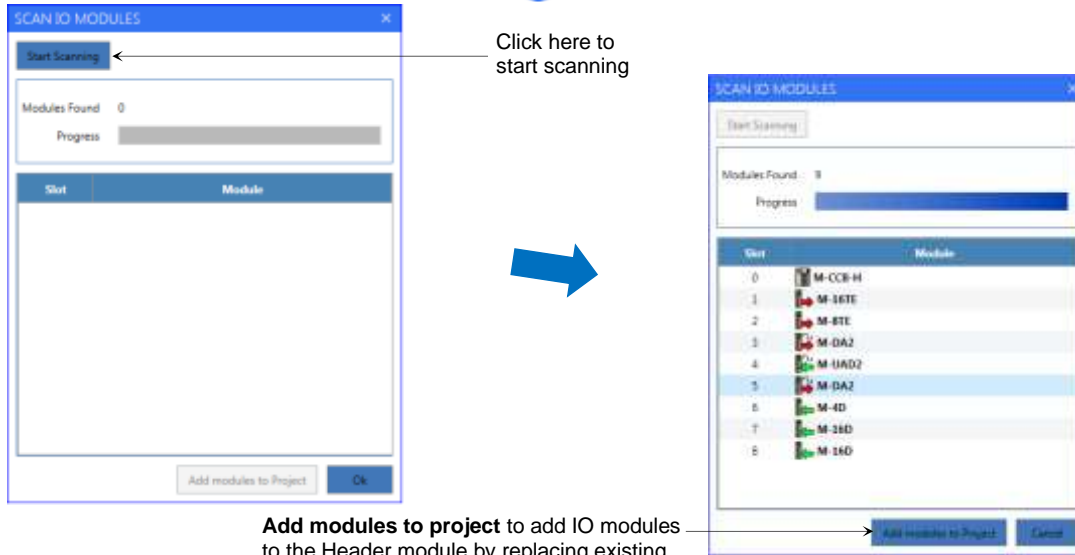 SCAN IO MODULES
Start Scanning
Modules Found 0
Progress
Slot Module
Add modules to Project Ok
Click here to
start scanning
SCAN IO MODULES
Start Scanning
Modules Found 9
Progress
Slot Module
0 M-CCB-H
1 M-16TE
2 M-8TE
3 M-DA2
4 M-UAD2
5 M-DA2
6 M-4D
7 M-16D
8 M-16D
Add modules to Project Cancel
Add modules to project to add IO modules
to the Header module by replacing existing